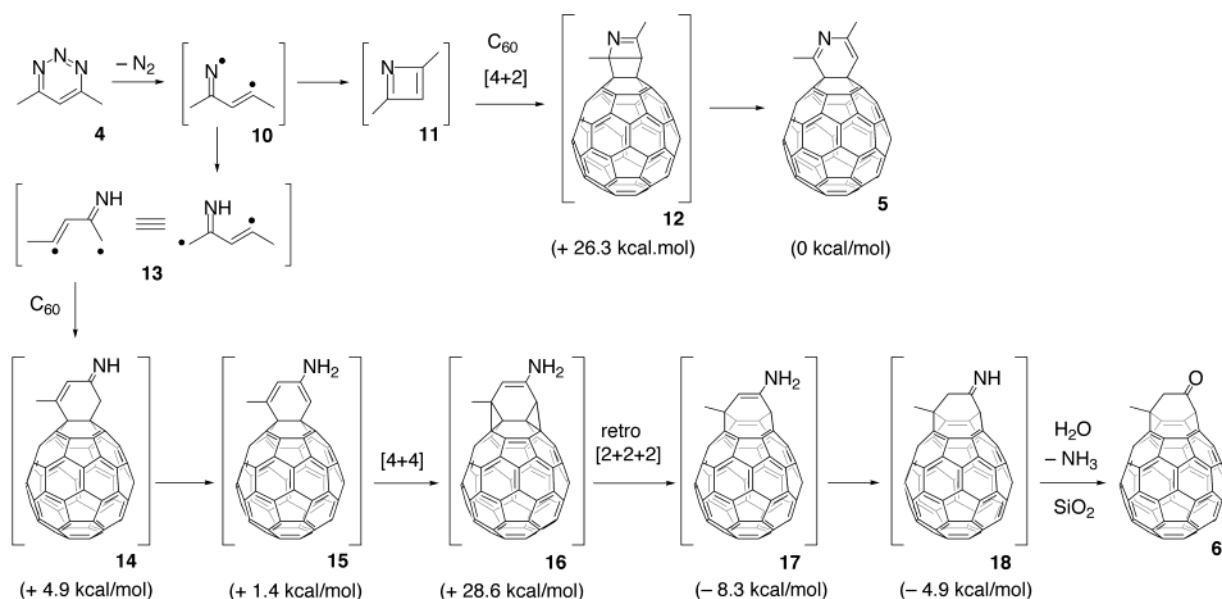 N
N N
– N2
4
N•
•
10
N
11
C60
[4+2]
N
12
(+ 26.3 kcal.mol)
N
5
(0 kcal/mol)
NH
• •
NH
• •
13
C60
NH
14
(+ 4.9 kcal/mol)
NH2
15
(+ 1.4 kcal/mol)
[4+4]
NH2
16
(+ 28.6 kcal/mol)
retro
[2+2+2]
NH2
17
(– 8.3 kcal/mol)
NH
18
(– 4.9 kcal/mol)
H2O
– NH3
SiO2
O
6